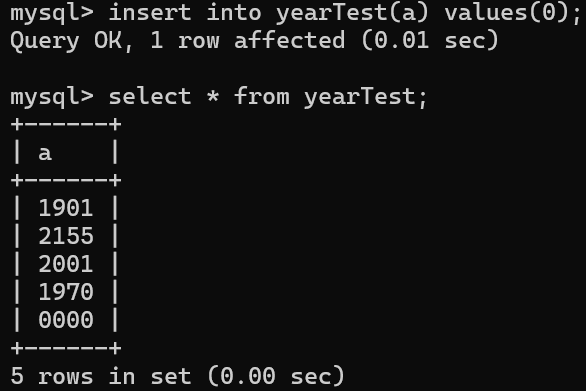 mysql> insert into yearTest(a) values(0);
Query OK, 1 row affected (0.01 sec)

mysql> select * from yearTest;
+------+
| a    |
+------+
| 1901 |
| 2155 |
| 2001 |
| 1970 |
| 0000 |
+------+
5 rows in set (0.00 sec)